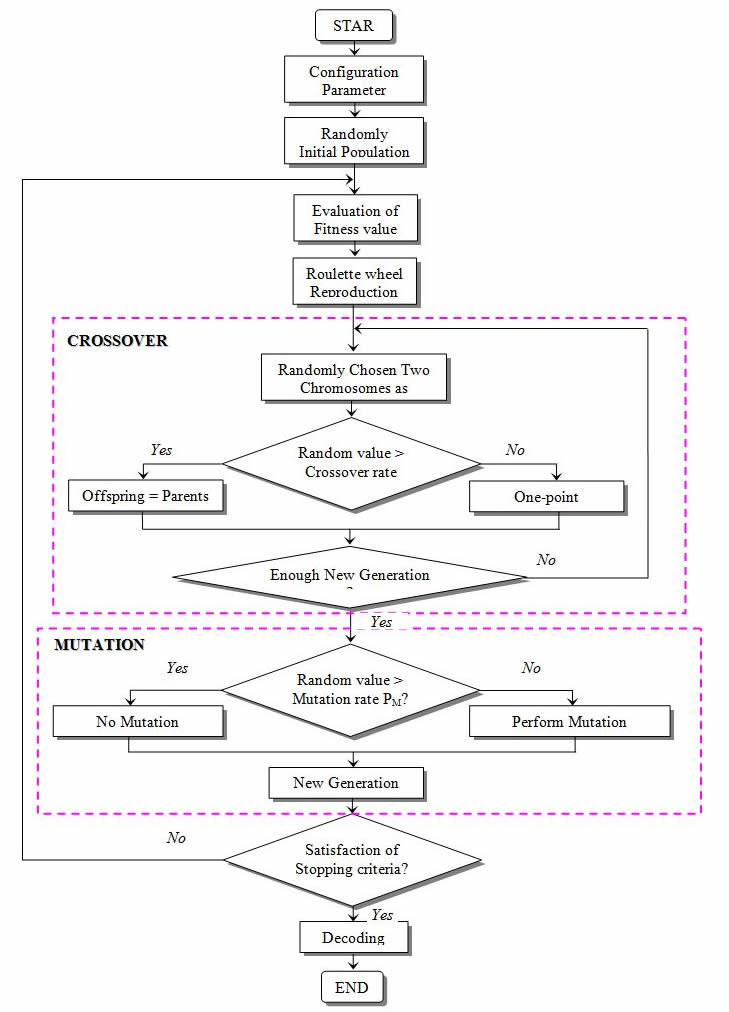 STAR
Configuration
Parameter
Randomly
Initial Population
Evaluation of
Fitness value
Roulette wheel
Reproduction
CROSSOVER
Randomly Chosen Two
Chromosomes as
Yes
Random value >
Crossover rate
No
Offspring = Parents
One-point
Enough New Generation
?
No
Yes
MUTATION
Yes
Random value >
Mutation rate PM?
No
No Mutation
Perform Mutation
New Generation
No
Satisfaction of
Stopping criteria?
Yes
Decoding
END